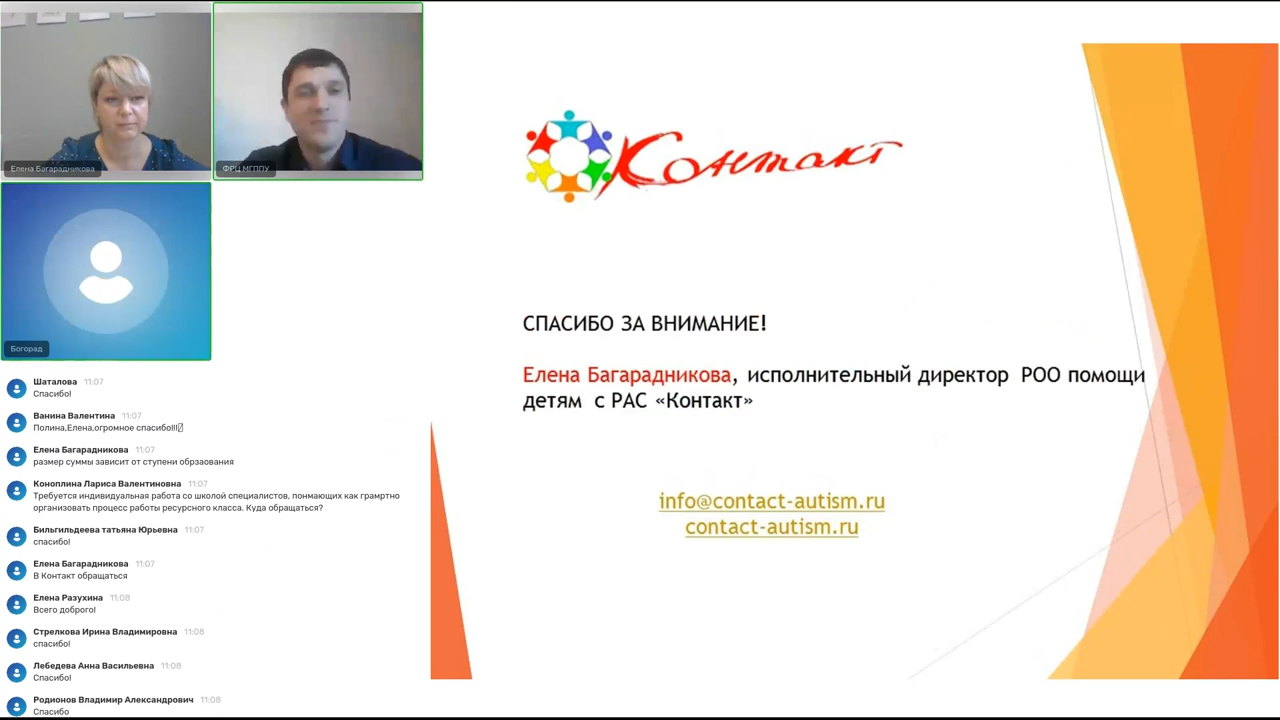 Елена Багарадникова
ФРЦ МГППУ
Богорад
Шаталова 11:07
Спасибо!
Ванина Валентина 11:07
Полина,Елена,огромное спасибо!!!
Елена Багарадникова 11:07
размер суммы зависит от ступени обрзаования
Коноплина Лариса Валентиновна 11:07
Требуется индивидуальная работа со школой специалистов, понмающих как грамртно
организовать процесс работы ресурсного класса. Куда обращаться?
Бильгильдеева татьяна Юрьевна 11:07
спасибо!
Елена Багарадникова 11:07
В Контакт обращаться
Елена Разухина 11:08
Всего доброго!
Стрелкова Ирина Владимировна 11:08
спасибо!
Лебедева Анна Васильевна 11:08
Спасибо!
Родионов Владимир Александрович 11:08
Спасибо
Контакт
СПАСИБО ЗА ВНИМАНИЕ!
Елена Багарадникова, исполнительный директор РОО помощи
детям с РАС «Контакт»
info@contact-autism.ru
contact-autism.ru